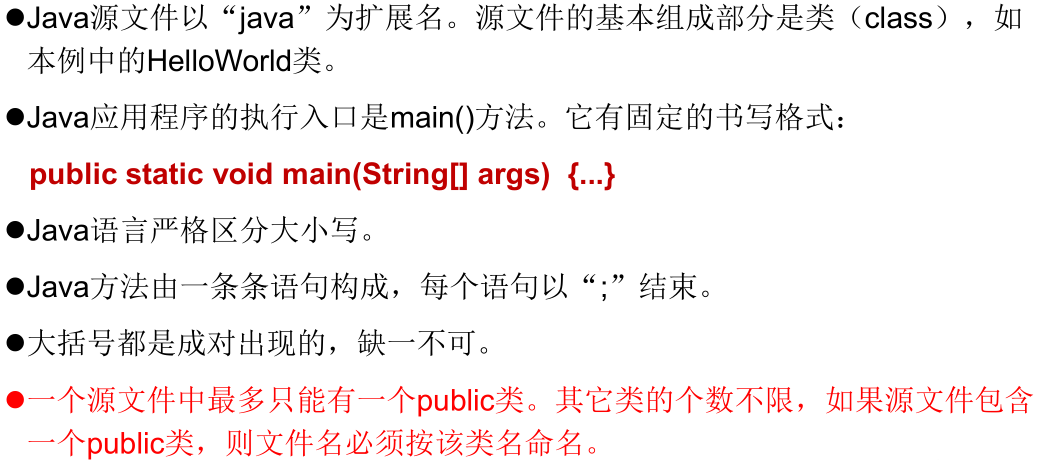 ●Java源文件以“java”为扩展名。源文件的基本组成部分是类（class），如
本例中的HelloWorld类。
●Java应用程序的执行入口是main()方法。它有固定的书写格式：
public static void main(String[] args) {...}
●Java语言严格区分大小写。
●Java方法由一条条语句构成，每个语句以“;”结束。
●大括号都是成对出现的，缺一不可。
●一个源文件中最多只能有一个public类。其它类的个数不限，如果源文件包含
一个public类，则文件名必须按该类名命名。